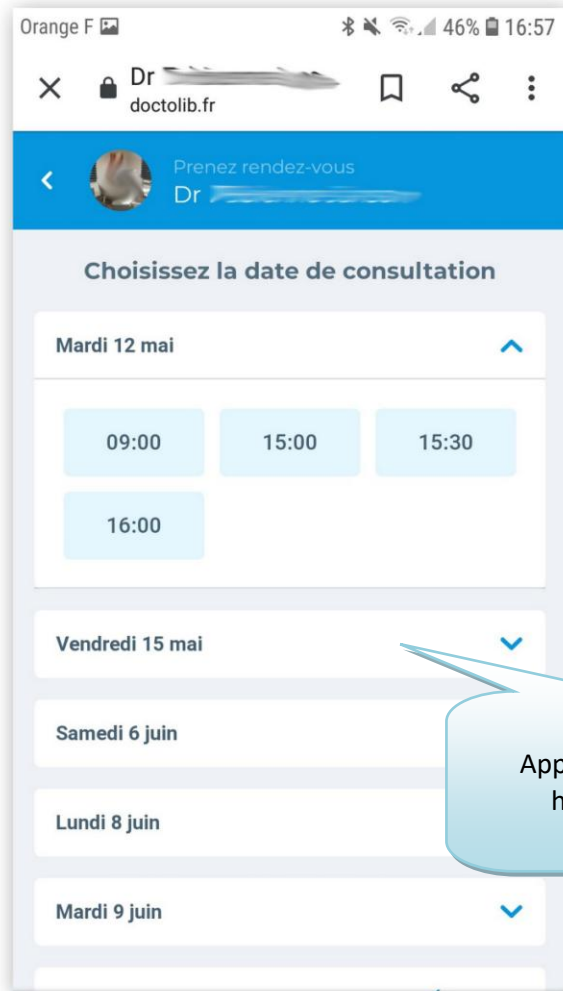 Orange F 46% 16:57
Dr
doctolib.fr
Prenez rendez-vous
Dr
Choisissez la date de consultation
Mardi 12 mai
09:00 15:00 15:30
16:00
Vendredi 15 mai
Samedi 6 juin
Lundi 8 juin
Mardi 9 juin